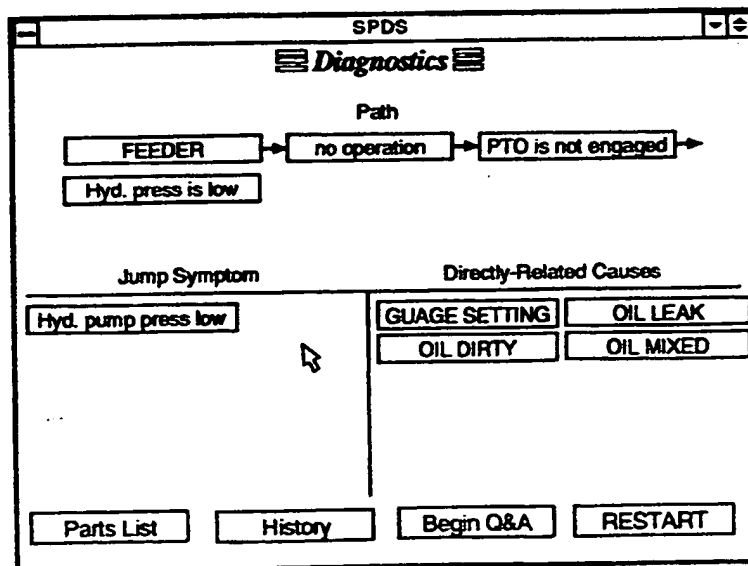 SPDS
Diagnostics
Path
FEEDER no operation PTO is not engaged
Hyd. press is low
Jump Symptom Directly-Related Causes
Hyd. pump press low GUAGE SETTING OIL LEAK
OIL DIRTY OIL MIXED
Parts List History Begin Q&A RESTART